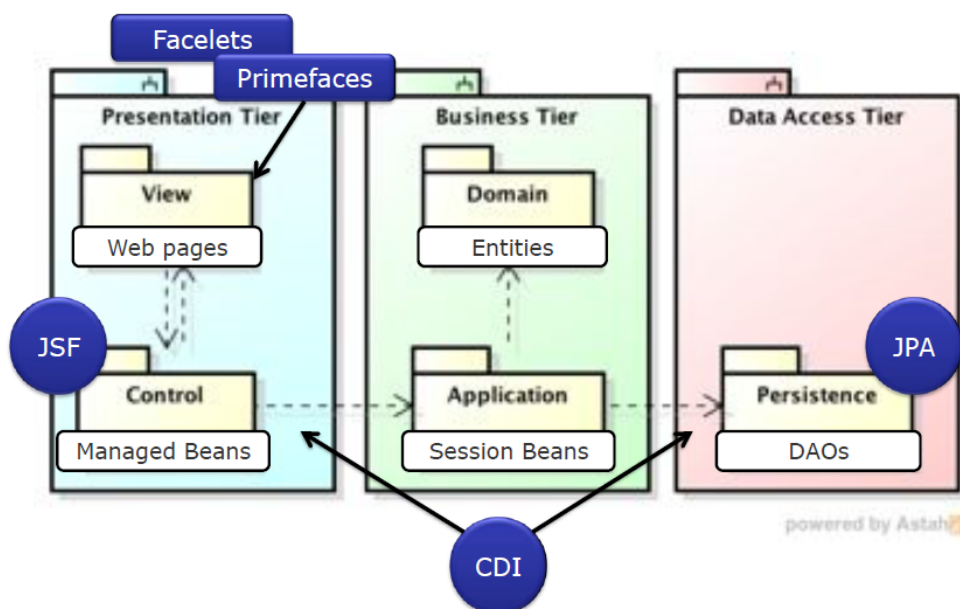 Facelets
Primefaces
Presentation Tier
Business Tier
Data Access Tier
View
Web pages
Domain
Entities
JSF
JPA
Control
Managed Beans
Application
Session Beans
Persistence
DAOs
powered by Astah
CDI